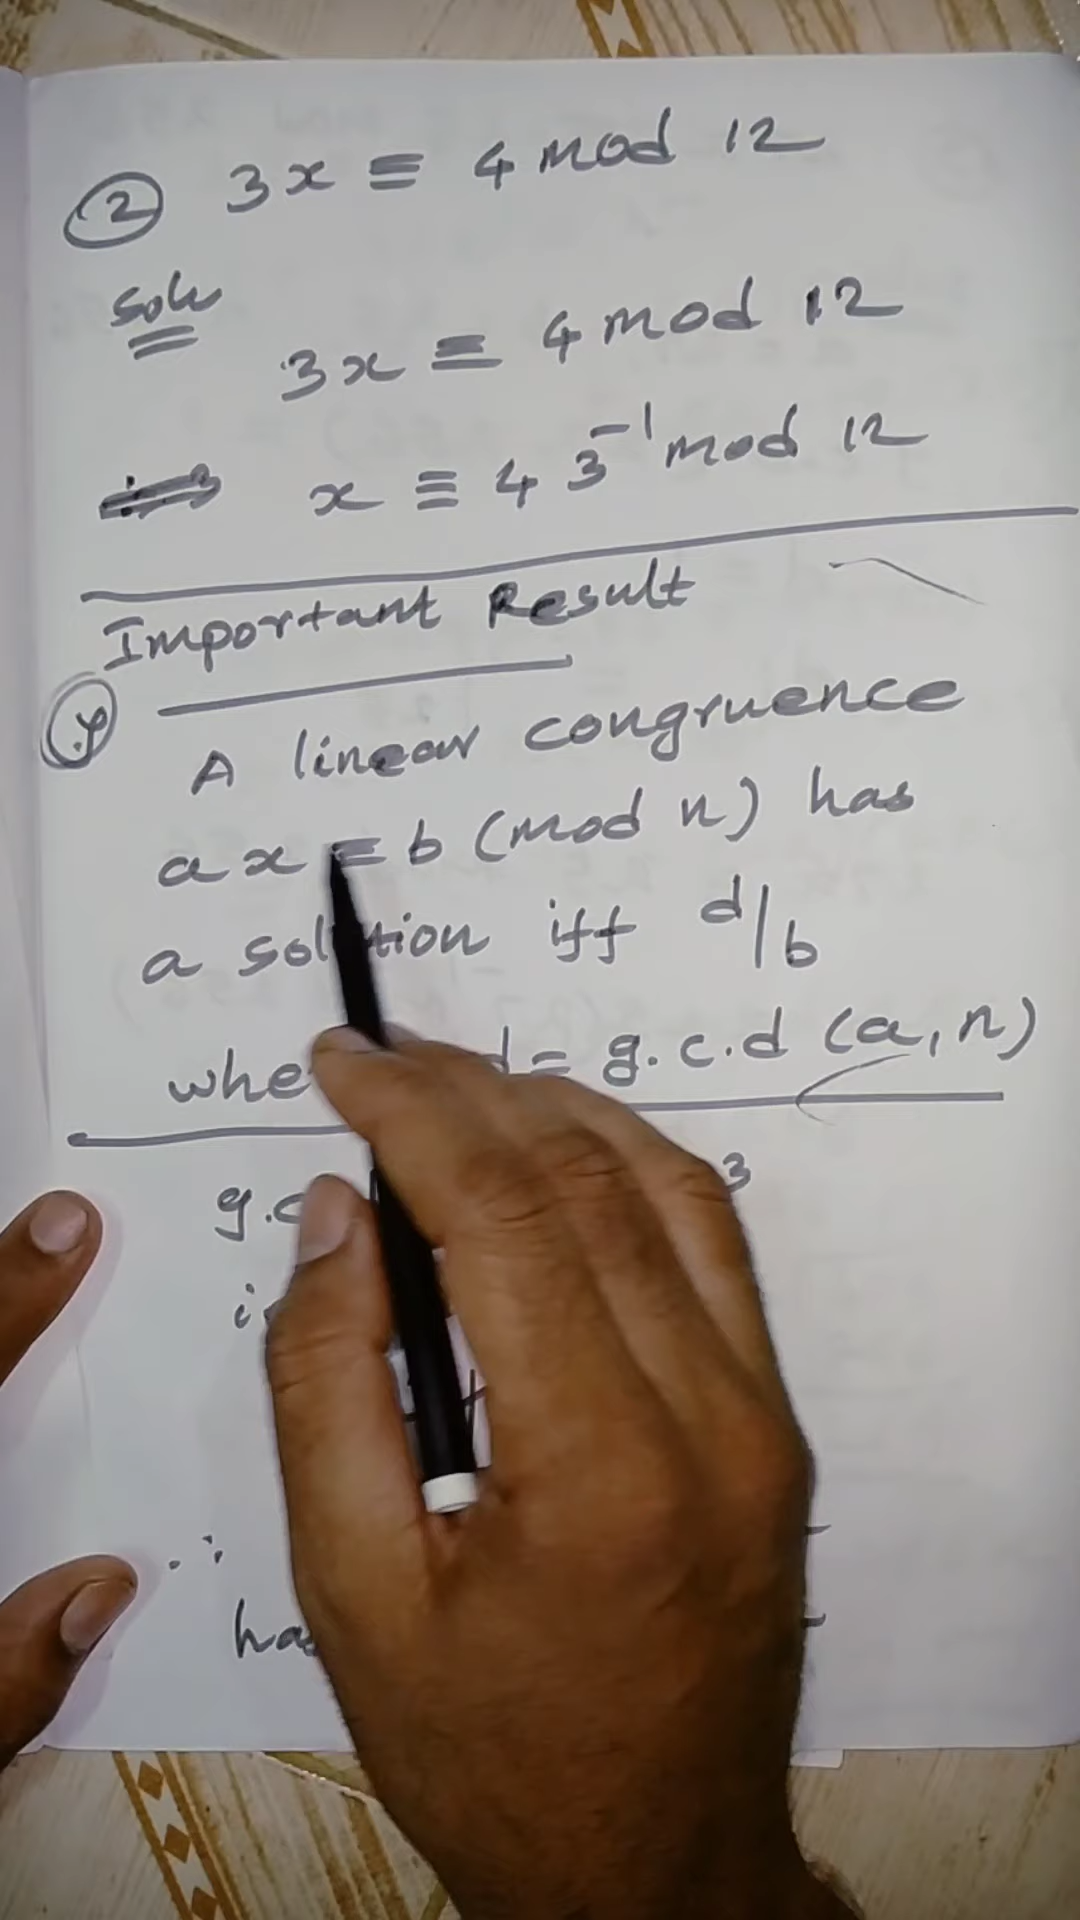 ② 3x ≡ 4 mod 12
Soln
3x ≡ 4 mod 12
x ≡ 4 3⁻¹ mod 12
Important Result
A linear congruence
ax ≡ b (mod n) has
a solution iff d/b
d = g.c.d (a, n)
3
∴